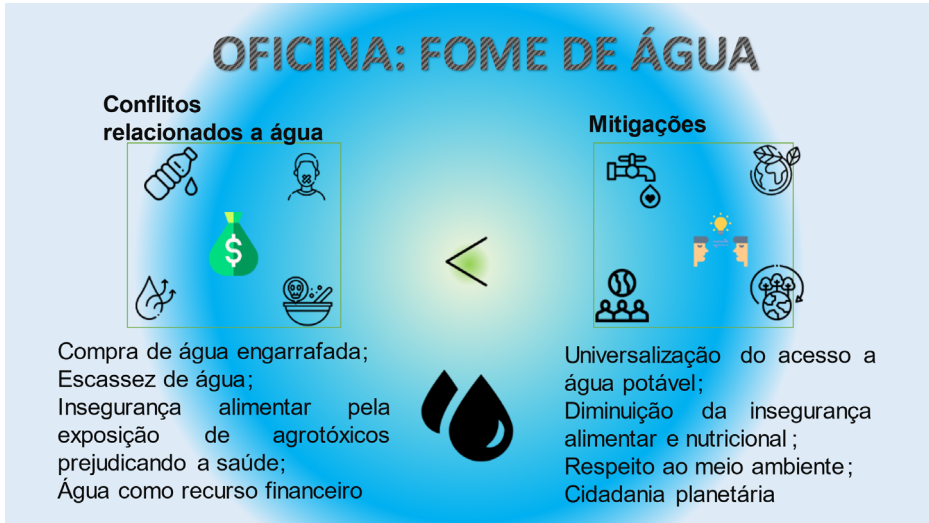 OFICINA: FOME DE ÁGUA
Conflitos
relacionados a água
$
Compra de água engarrafada;
Escassez de água;
Insegurança alimentar pela
exposição de agrotóxicos
prejudicando a saúde;
Água como recurso financeiro
<
Mitigações
Universalização do acesso a
água potável;
Diminuição da insegurança
alimentar e nutricional ;
Respeito ao meio ambiente;
Cidadania planetária